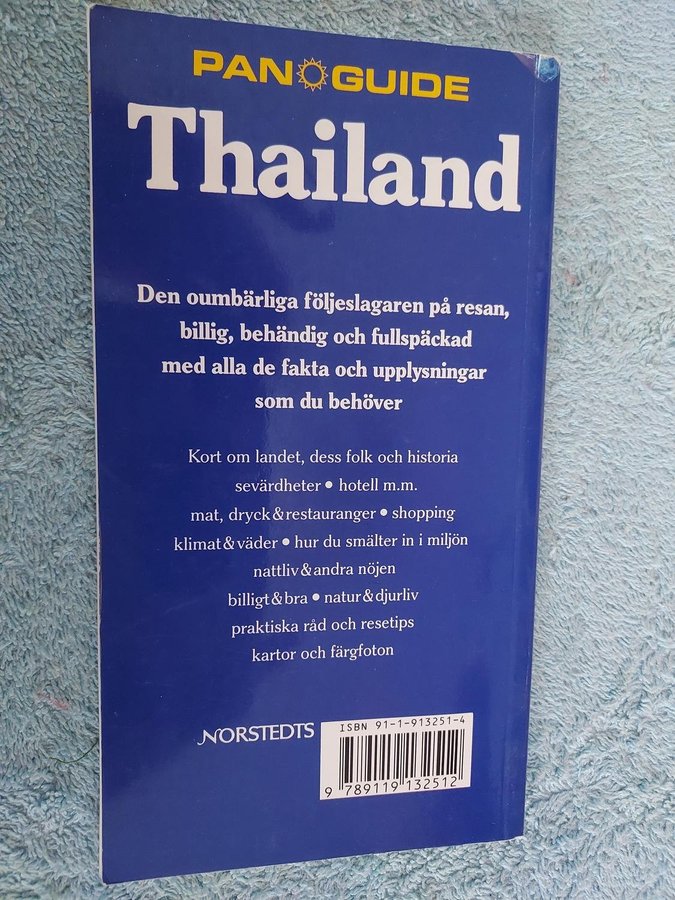 PAN GUIDE
Thailand
Den oumbärliga följeslagaren på resan,
billig, behändig och fullspäckad
med alla de fakta och upplysningar
som du behöver
Kort om landet, dess folk och historia
sevärdheter • hotell m.m.
mat, dryck & restauranger • shopping
klimat & väder • hur du smälter in i miljön
nattliv & andra nöjen
billigt & bra • natur & djurliv
praktiska råd och resetips
kartor och färgfoton
NORSTEDTS
ISBN 91-1-913251-4
9 789119 132512